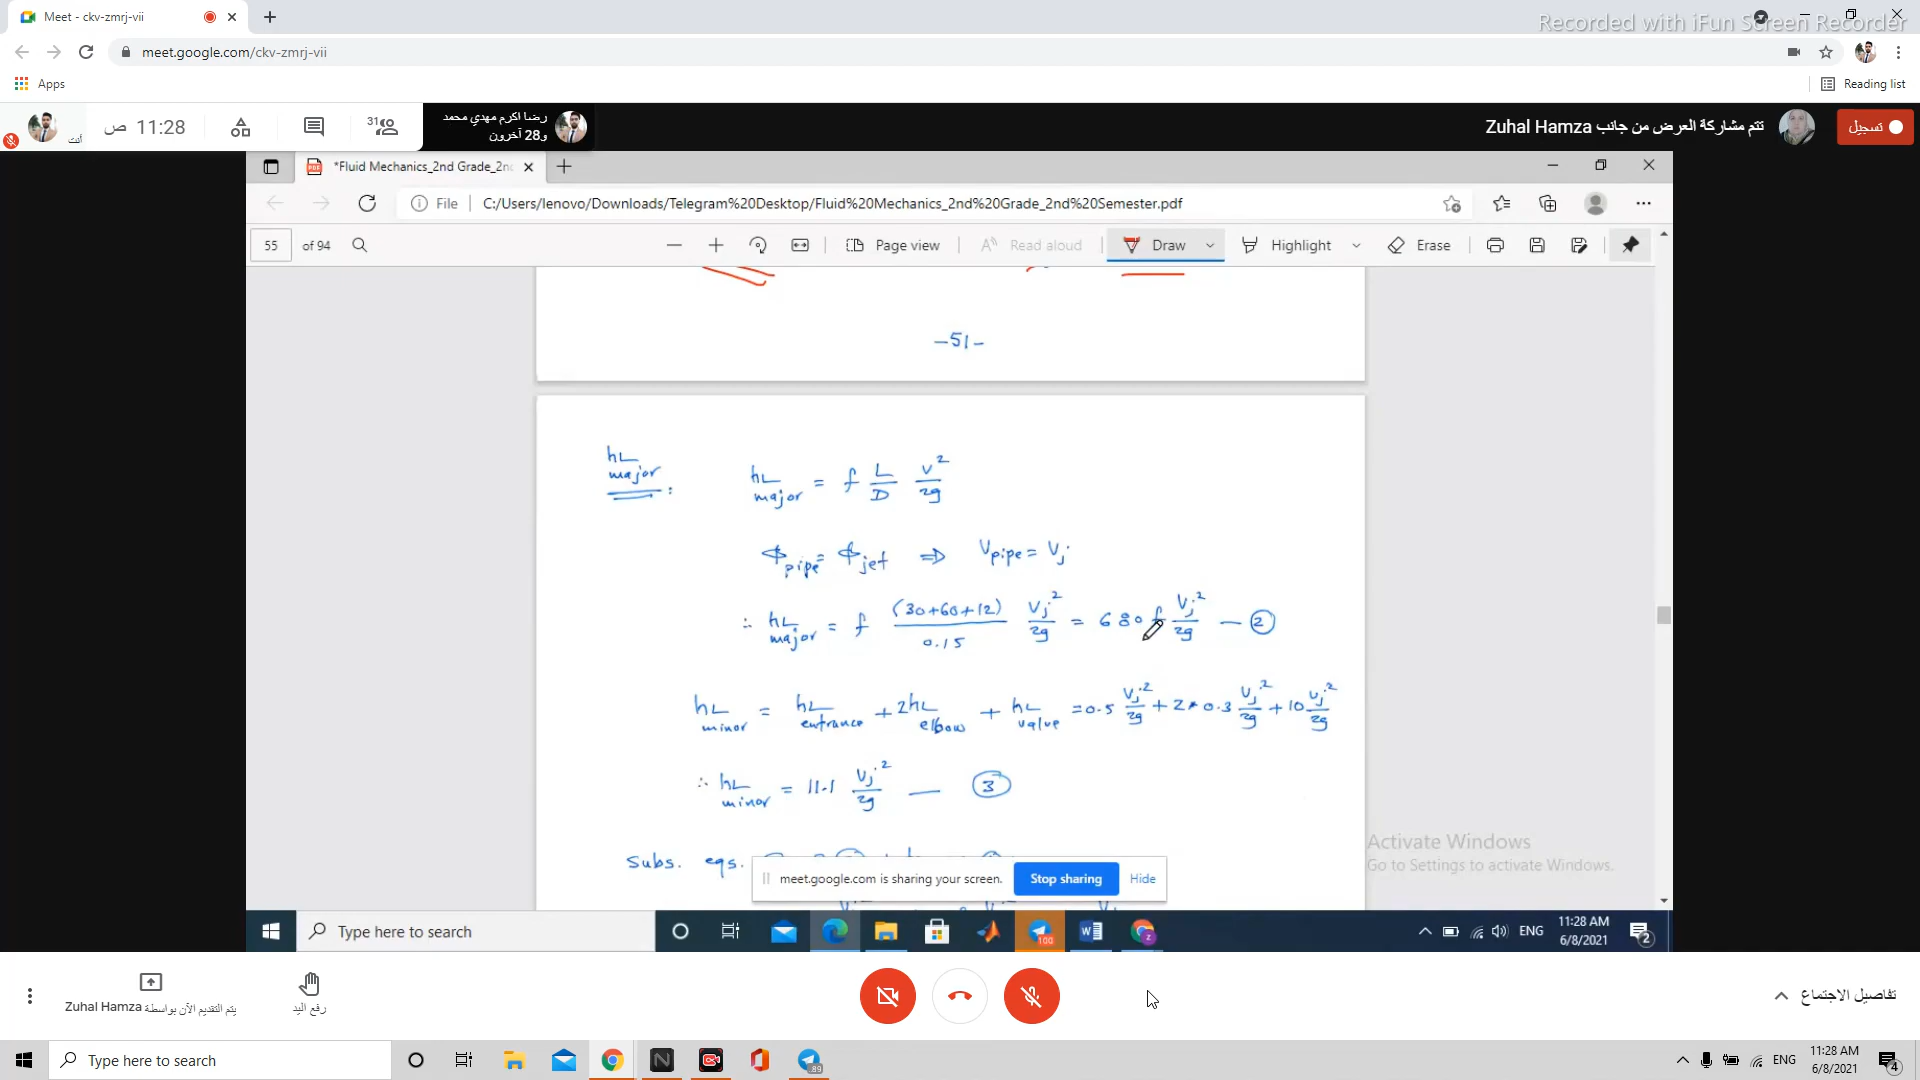 Meet - ckv-zmrj-vii
Recorded with iFun Screen Recorder
meet.google.com/ckv-zmrj-vii
Apps
Reading list
أنت
11:28 ص
31
رضا اكرم مهدي محمد
و28 آخرون
تتم مشاركة العرض من جانب Zuhal Hamza
تسجيل
*Fluid Mechanics_2nd Grade_2nd
File
C:/Users/lenovo/Downloads/Telegram%20Desktop/Fluid%20Mechanics_2nd%20Grade_2nd%20Semester.pdf
55 of 94
Page view
Read aloud
Draw
Highlight
Erase
-51-
hL major :
hL major = f L/D V²/2g
Φpipe = Φjet ⇒ Vpipe = Vj
∴ hL major = f (30+60+12)/0.15 Vj²/2g = 680 f Vj²/2g — ②
hL minor = hL entrance + 2hL elbow + hL valve = 0.5 Vj²/2g + 2*0.3 Vj²/2g + 10 Vj²/2g
∴ hL minor = 11.1 Vj²/2g — ③
Subs. eqs.
meet.google.com is sharing your screen.
Stop sharing
Hide
Activate Windows
Go to Settings to activate Windows.
Type here to search
100
ENG
11:28 AM
6/8/2021
2
Zuhal Hamza يتم التقديم الآن بواسطة
رفع اليد
تفاصيل الاجتماع
Type here to search
89
ENG
11:28 AM
6/8/2021
4